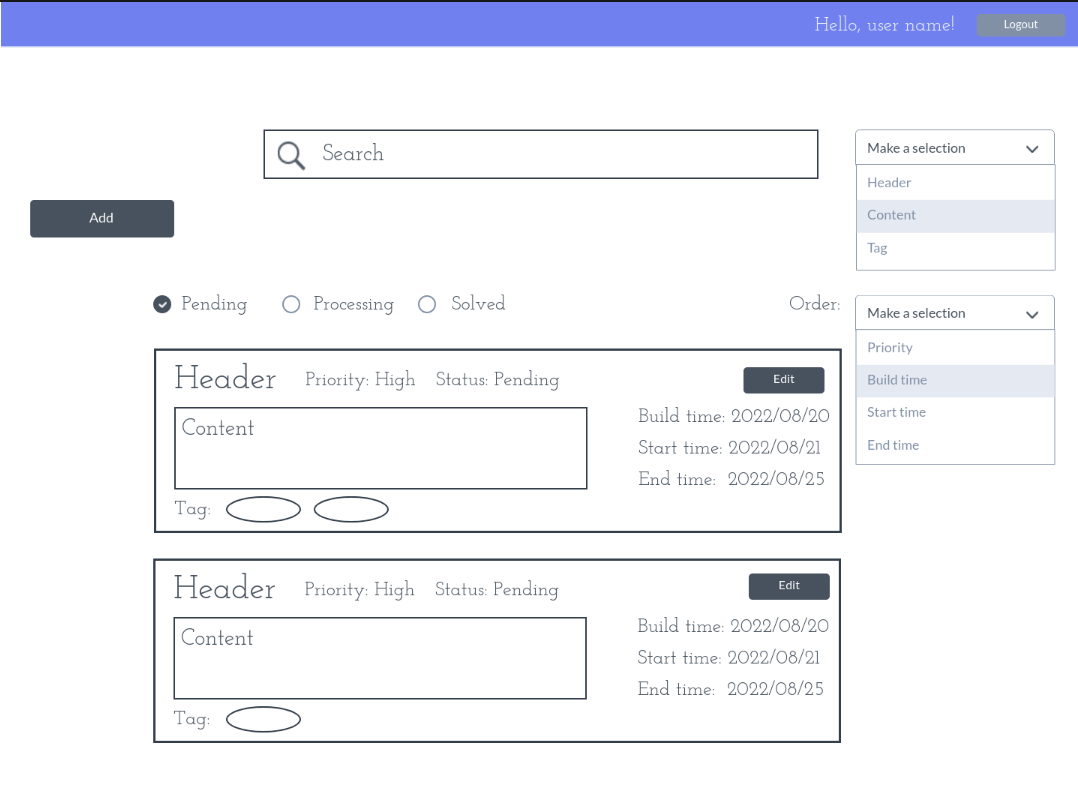 Hello, user name!
Logout
Search
Make a selection
Header
Content
Tag
Add
Pending
Processing
Solved
Order:
Make a selection
Priority
Build time
Start time
End time
Header
Priority: High
Status: Pending
Edit
Content
Build time: 2022/08/20
Start time: 2022/08/21
End time: 2022/08/25
Tag:
Header
Priority: High
Status: Pending
Edit
Content
Build time: 2022/08/20
Start time: 2022/08/21
End time: 2022/08/25
Tag: